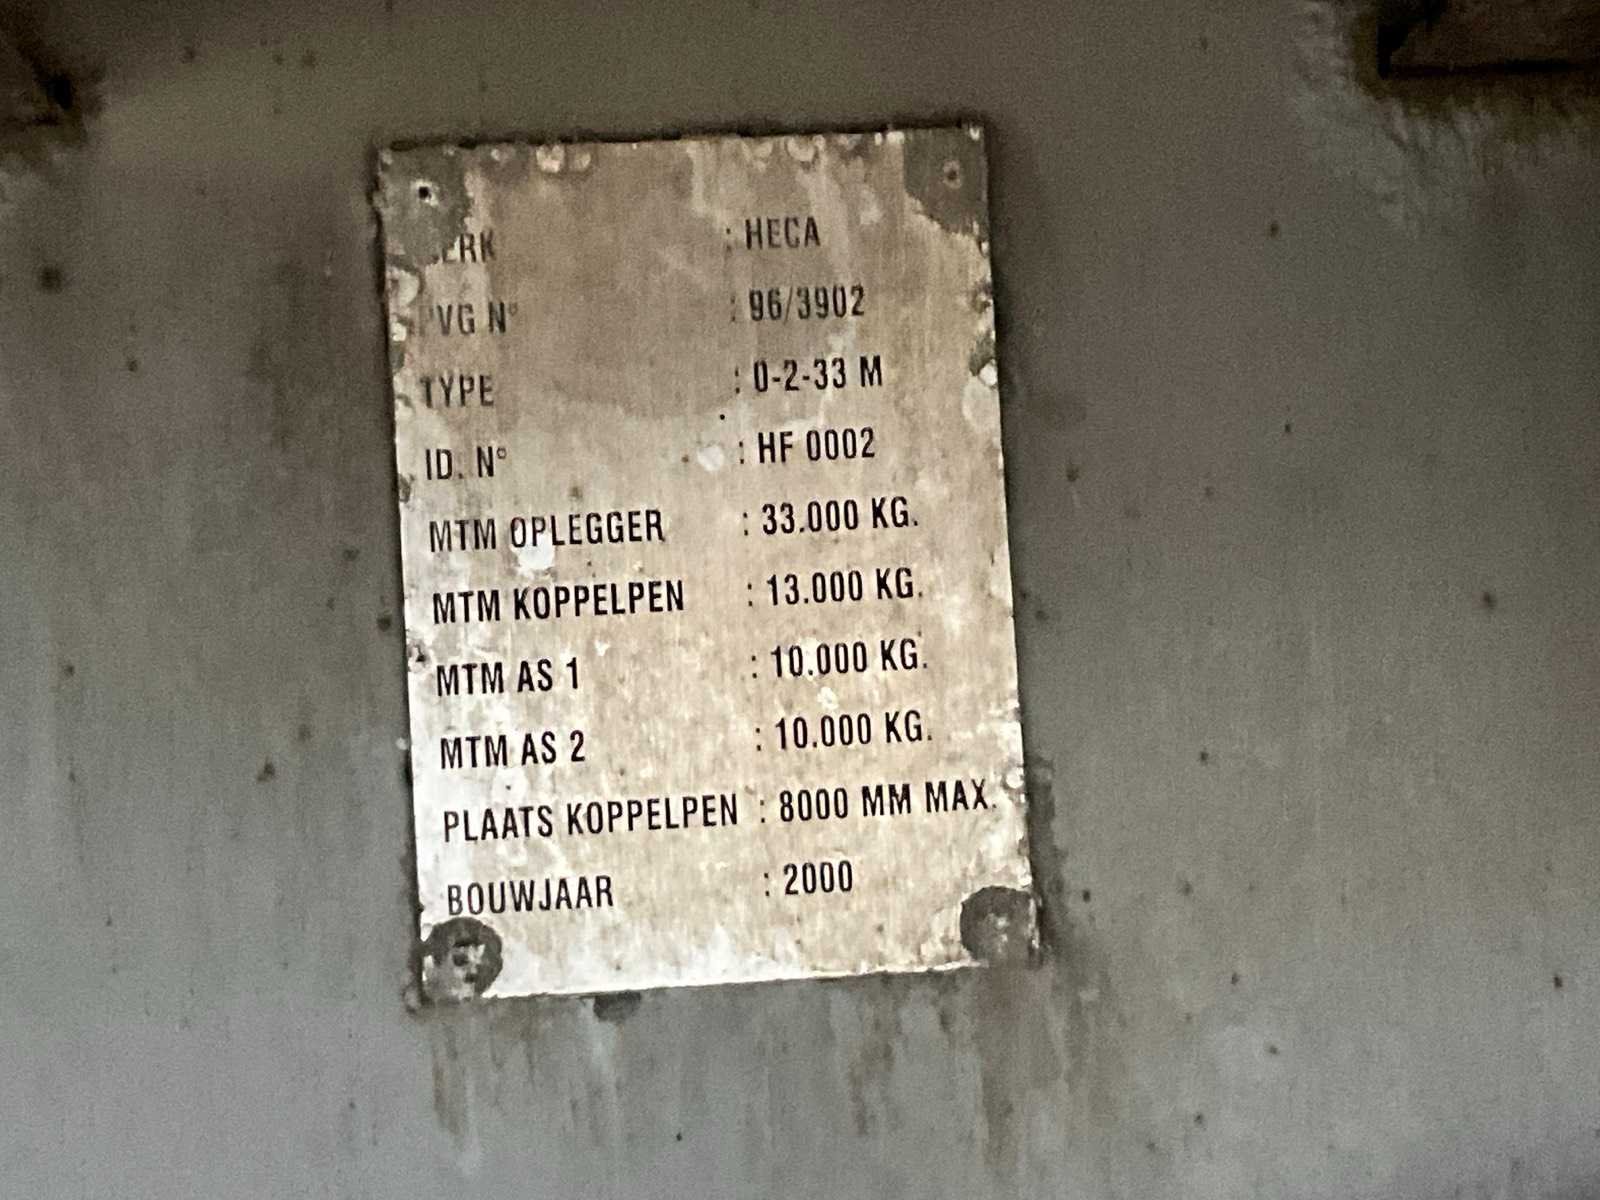 : HECA
PVG N° : 96/3902
TYPE : 0-2-33 M
ID. N° : HF 0002
MTM OPLEGGER : 33.000 KG.
MTM KOPPELPEN : 13.000 KG.
MTM AS 1 : 10.000 KG.
MTM AS 2 : 10.000 KG.
PLAATS KOPPELPEN : 8000 MM MAX.
BOUWJAAR : 2000